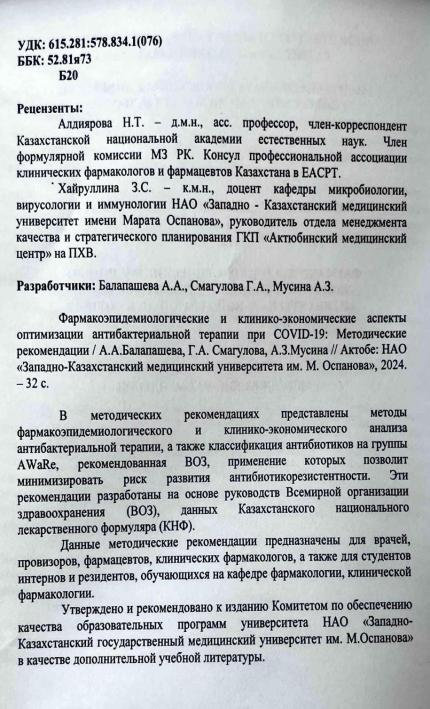 УДК: 615.281:578.834.1(076)
ББК: 52.81я73
Б20
Рецензенты:
Алдиярова Н.Т. – д.м.н., асс. профессор, член-корреспондент
Казахстанской национальной академии естественных наук. Член
формулярной комиссии МЗ РК. Консул профессиональной ассоциации
клинических фармакологов и фармацевтов Казахстана в ЕАСРТ.
Хайруллина З.С. – к.м.н., доцент кафедры микробиологии,
вирусологии и иммунологии НАО «Западно - Казахстанский медицинский
университет имени Марата Оспанова», руководитель отдела менеджмента
качества и стратегического планирования ГКП «Актюбинский медицинский
центр» на ПХВ.
Разработчики: Балапашева А.А., Смагулова Г.А., Мусина А.З.
Фармакоэпидемиологические и клинико-экономические аспекты
оптимизации антибактериальной терапии при COVID-19: Методические
рекомендации / А.А.Балапашева, Г.А. Смагулова, А.З.Мусина // Актобе: НАО
«Западно-Казахстанский медицинский университета им. М. Оспанова», 2024.
– 32 с.
В методических рекомендациях представлены методы
фармакоэпидемиологического и клинико-экономического анализа
антибактериальной терапии, а также классификация антибиотиков на группы
AWaRe, рекомендованная ВОЗ, применение которых позволит
минимизировать риск развития антибиотикорезистентности. Эти
рекомендации разработаны на основе руководств Всемирной организации
здравоохранения (ВОЗ), данных Казахстанского национального
лекарственного формуляра (КНФ).
Данные методические рекомендации предназначены для врачей,
провизоров, фармацевтов, клинических фармакологов, а также для студентов
интернов и резидентов, обучающихся на кафедре фармакологии, клинической
фармакологии.
Утверждено и рекомендовано к изданию Комитетом по обеспечению
качества образовательных программ университета НАО «Западно-
Казахстанский государственный медицинский университет им. М.Оспанова»
в качестве дополнительной учебной литературы.